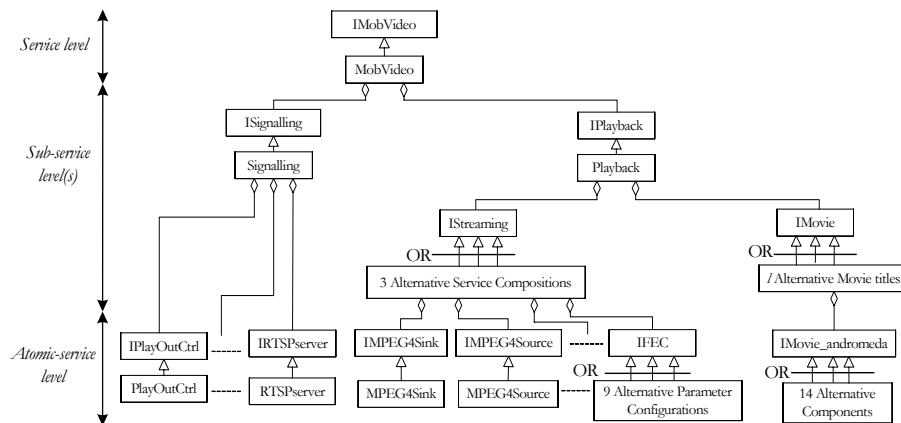 IMobVideo
Service level
MobVideo
ISignalling
IPlayback
Sub-service
level(s)
Signalling
Playback
IStreaming
IMovie
OR
OR
3 Alternative Service Compositions
l Alternative Movie titles
Atomic-service
level
IPlayOutCtrl
IRTSPserver
IMPEG4Sink
IMPEG4Source
IFEC
IMovie_andromeda
OR
OR
PlayOutCtrl
RTSPserver
MPEG4Sink
MPEG4Source
9 Alternative Parameter
Configurations
14 Alternative
Components